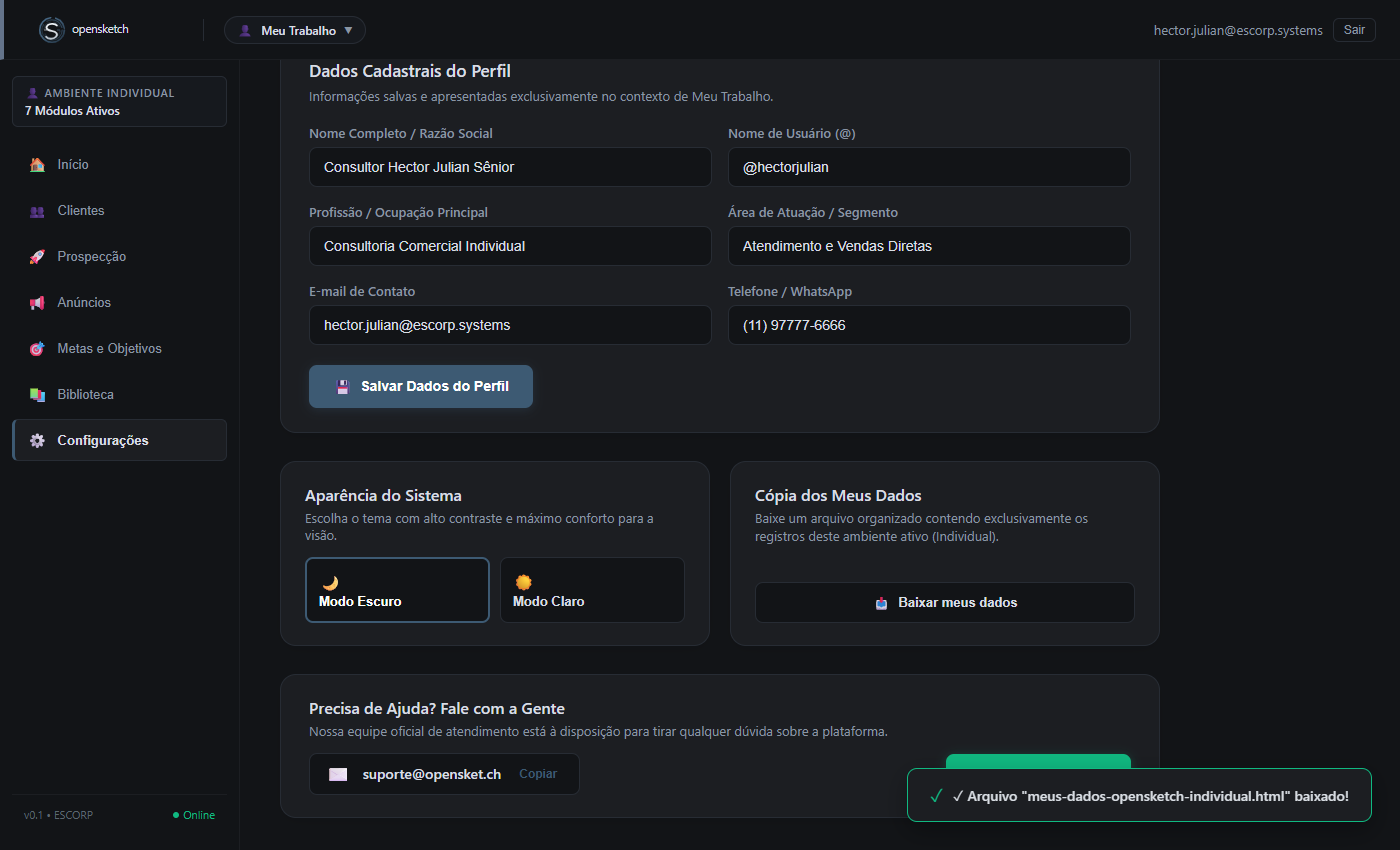 opensketch
Meu Trabalho ▼
hector.julian@escorp.systems
Sair
AMBIENTE INDIVIDUAL
7 Módulos Ativos
Início
Clientes
Prospecção
Anúncios
Metas e Objetivos
Biblioteca
Configurações
v0.1 • ESCORP
Online
Dados Cadastrais do Perfil
Informações salvas e apresentadas exclusivamente no contexto de Meu Trabalho.
Nome Completo / Razão Social
Consultor Hector Julian Sênior
Nome de Usuário (@)
@hectorjulian
Profissão / Ocupação Principal
Consultoria Comercial Individual
Área de Atuação / Segmento
Atendimento e Vendas Diretas
E-mail de Contato
hector.julian@escorp.systems
Telefone / WhatsApp
(11) 97777-6666
Salvar Dados do Perfil
Aparência do Sistema
Escolha o tema com alto contraste e máximo conforto para a
visão.
Modo Escuro
Modo Claro
Cópia dos Meus Dados
Baixe um arquivo organizado contendo exclusivamente os
registros deste ambiente ativo (Individual).
Baixar meus dados
Precisa de Ajuda? Fale com a Gente
Nossa equipe oficial de atendimento está à disposição para tirar qualquer dúvida sobre a plataforma.
suporte@opensket.ch
Copiar
✓ ✓ Arquivo "meus-dados-opensketch-individual.html" baixado!